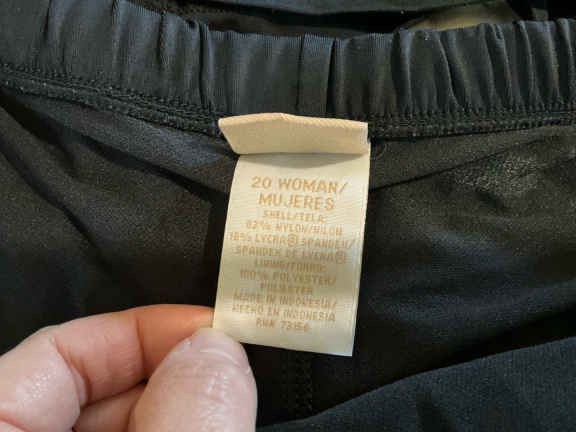 20 WOMAN/
MUJERES
SHELL/TELA:
82% NYLON/NILON
18% LYCRA® SPANDEX/
SPANDEX DE LYCRA®
LINING/FORRO:
100% POLYESTER/
POLIESTER
MADE IN INDONESIA/
HECHO EN INDONESIA
RN# 73156